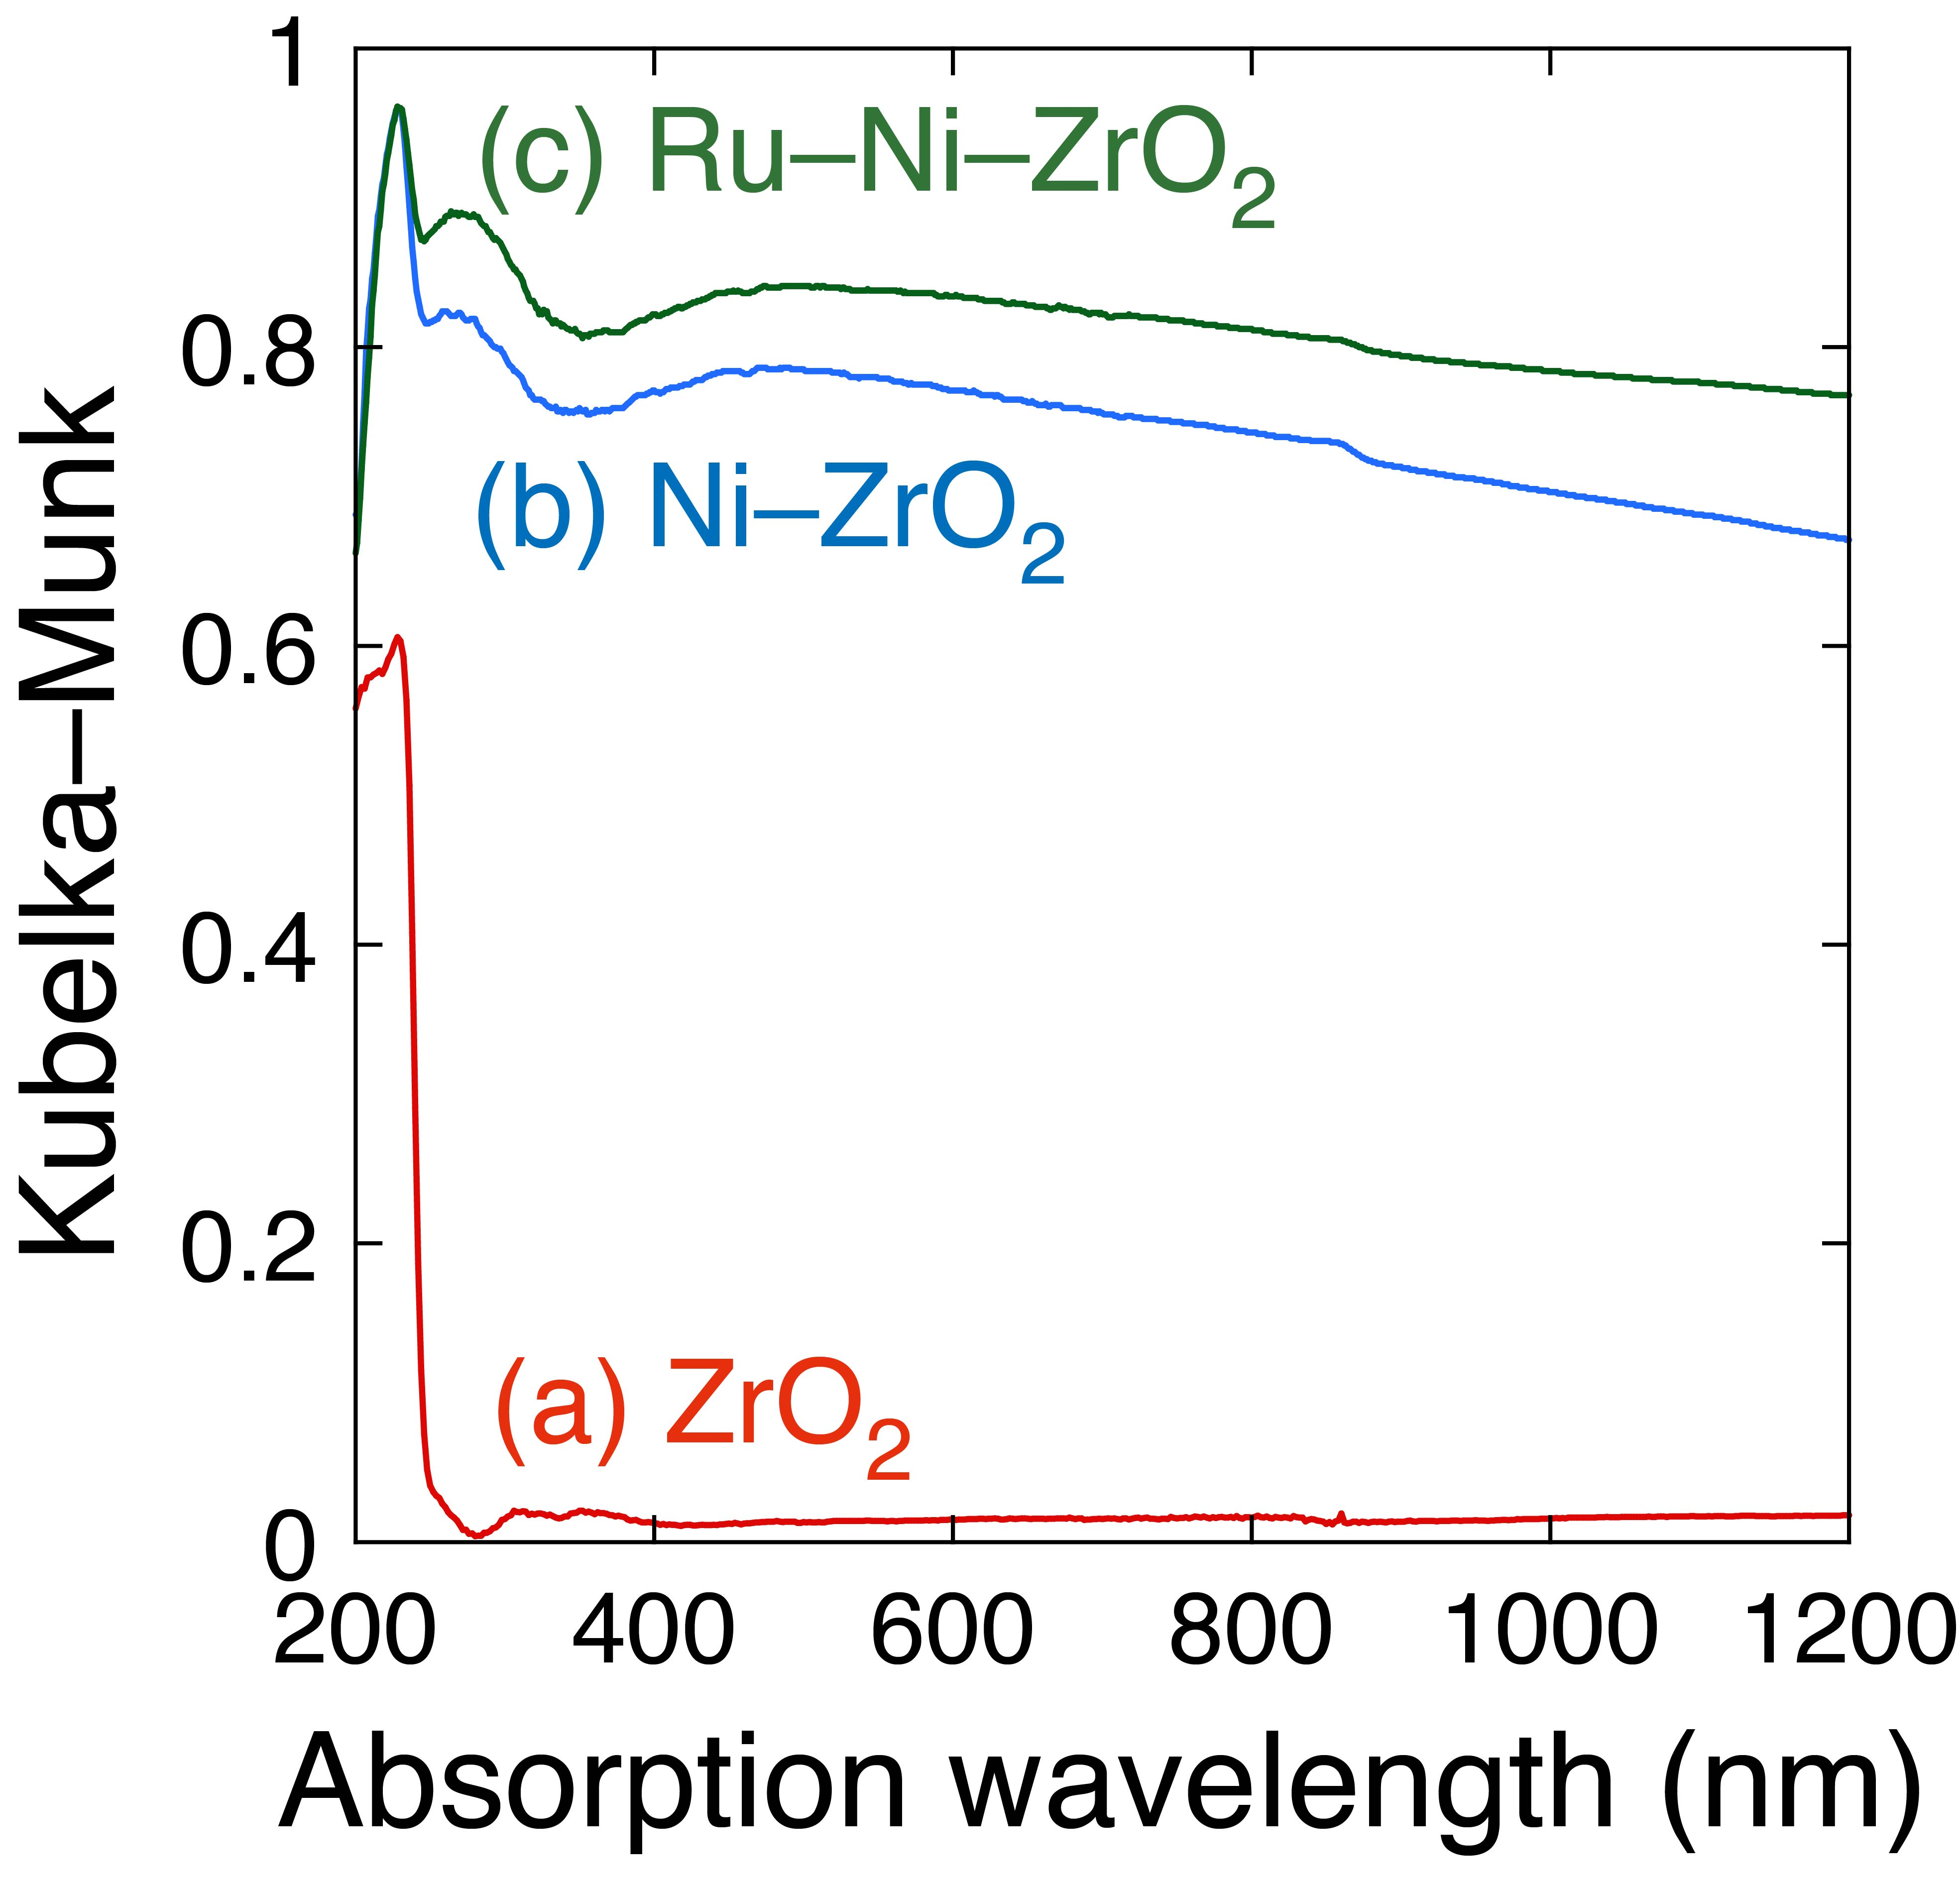 Kubelka–Munk
1
0.8
0.6
0.4
0.2
0
(c) Ru–Ni–ZrO2
(b) Ni–ZrO2
(a) ZrO2
200 400 600 800 1000 1200
Absorption wavelength (nm)